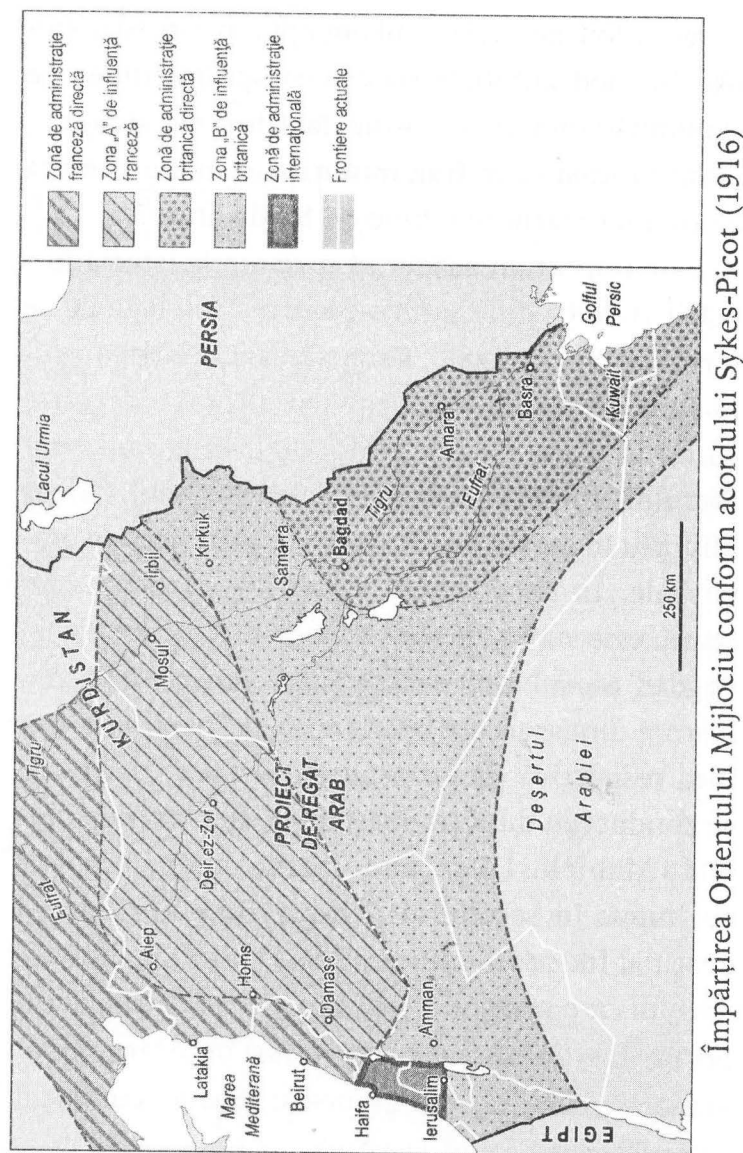 Zonă de administrație
franceză directă
Zona „A” de influență
franceză
Zonă de administrație
britanică directă
Zona „B” de influență
britanică
Zonă de administrație
internațională
Frontiere actuale
Lacul Urmia
PERSIA
KURDISTAN
Tigru
Eufrat
Mosul
Irbil
Kirkuk
Samarra
Bagdad
Tigru
Amara
Eufrat
Basra
Golful
Persic
Kuwait
Alep
Deir ez-Zor
PROIECT
DE REGAT
ARAB
Latakia
Homs
Marea
Mediterană
Beirut
Damasc
Haifa
Amman
Ierusalim
EGIPT
Deșertul
Arabiei
250 km
Împărțirea Orientului Mijlociu conform acordului Sykes-Picot (1916)